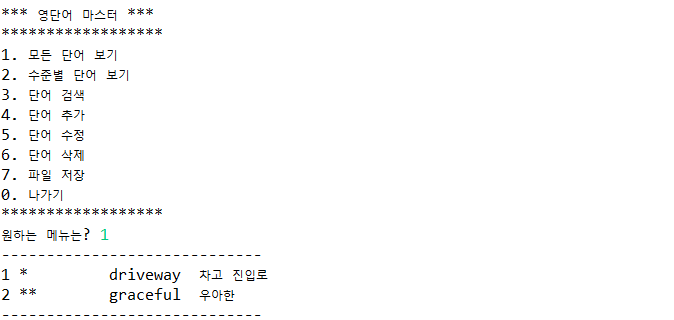 *** 영단어 마스터 ***
******************
1. 모든 단어 보기
2. 수준별 단어 보기
3. 단어 검색
4. 단어 추가
5. 단어 수정
6. 단어 삭제
7. 파일 저장
0. 나가기
******************
원하는 메뉴는? 1
-----------------------------
1 *         driveway  차고 진입로
2 **        graceful  우아한
-----------------------------